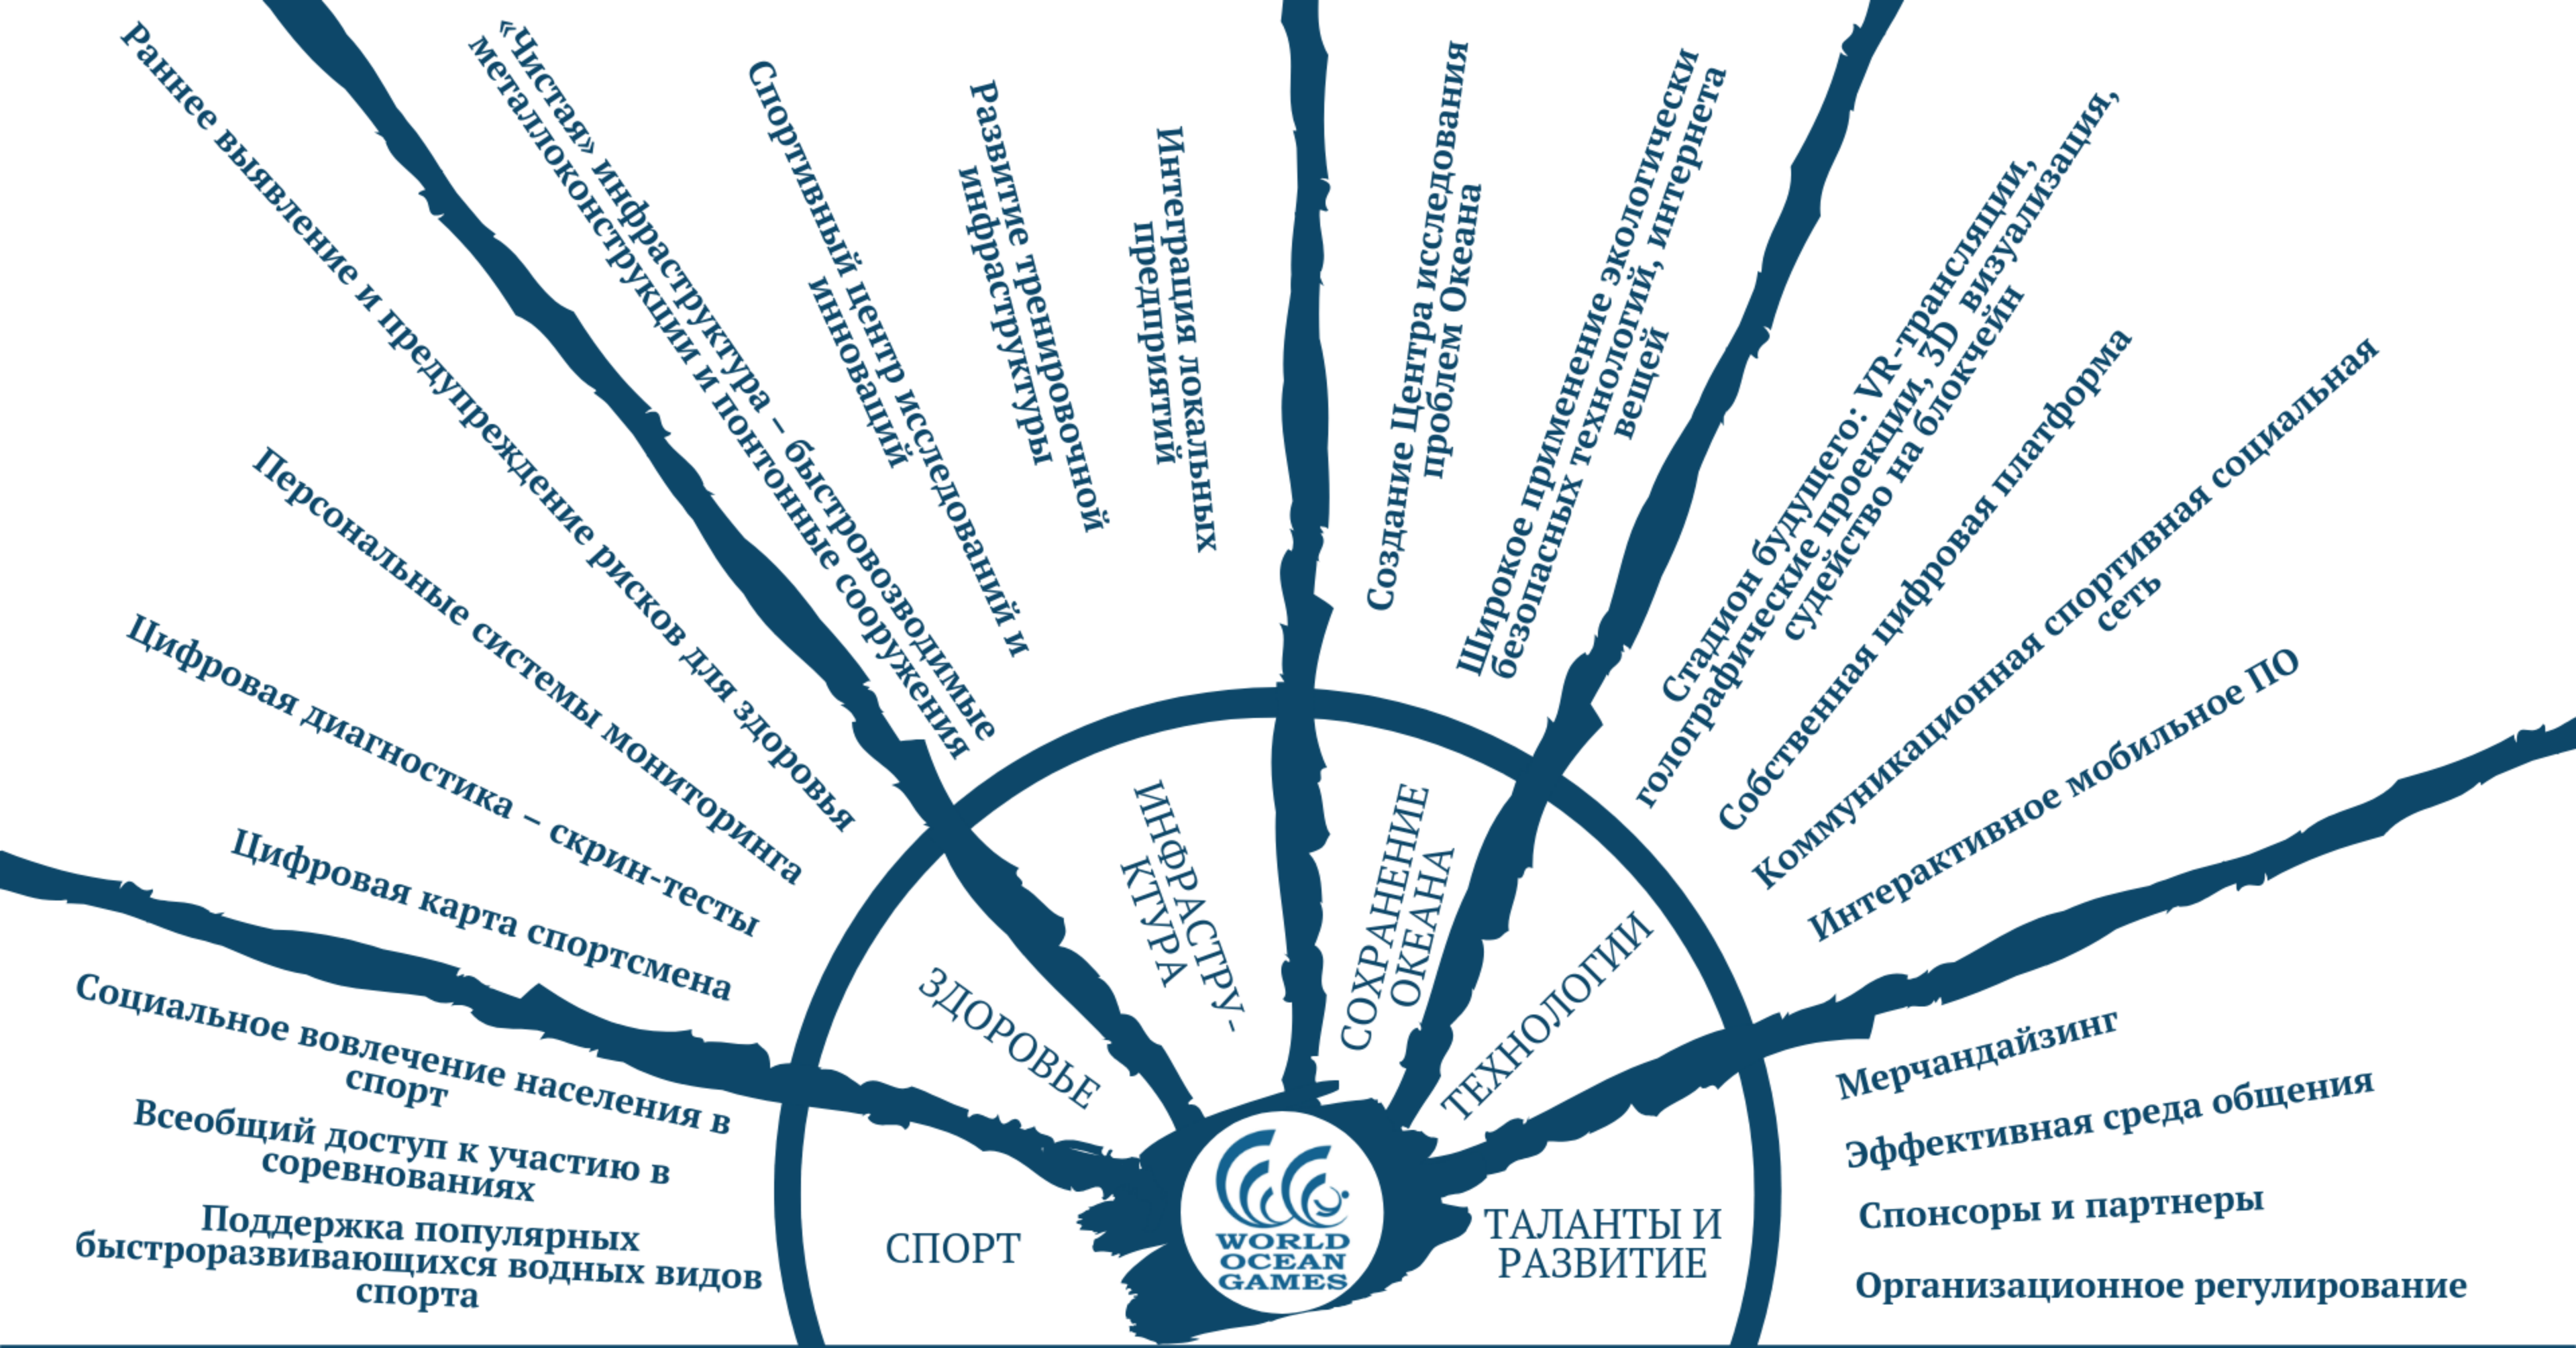 Раннее выявление и предупреждение рисков для здоровья
Персональные системы мониторинга
Цифровая диагностика – скрин-тесты
Цифровая карта спортсмена
Социальное вовлечение населения в
спорт
Всеобщий доступ к участию в
соревнованиях
Поддержка популярных
быстроразвивающихся водных видов
спорта
«Чистая» инфраструктура – быстровозводимые
металлоконструкции и понтонные сооружения
Спортивный центр исследований и
инноваций
Развитие тренировочной
инфраструктуры
Интеграция локальных
предприятий
Создание Центра исследования
проблем Океана
Широкое применение экологически
безопасных технологий, интернета
вещей
Стадион будущего: VR-трансляции,
голографические проекции, 3D визуализация,
судейство на блокчейн
Собственная цифровая платформа
Коммуникационная спортивная социальная
сеть
Интерактивное мобильное ПО
Мерчандайзинг
Эффективная среда общения
Спонсоры и партнеры
Организационное регулирование
СПОРТ
ЗДОРОВЬЕ
ИНФРАСТРУ-
КТУРА
СОХРАНЕНИЕ
ОКЕАНА
ТЕХНОЛОГИИ
ТАЛАНТЫ И
РАЗВИТИЕ
WORLD
OCEAN
GAMES